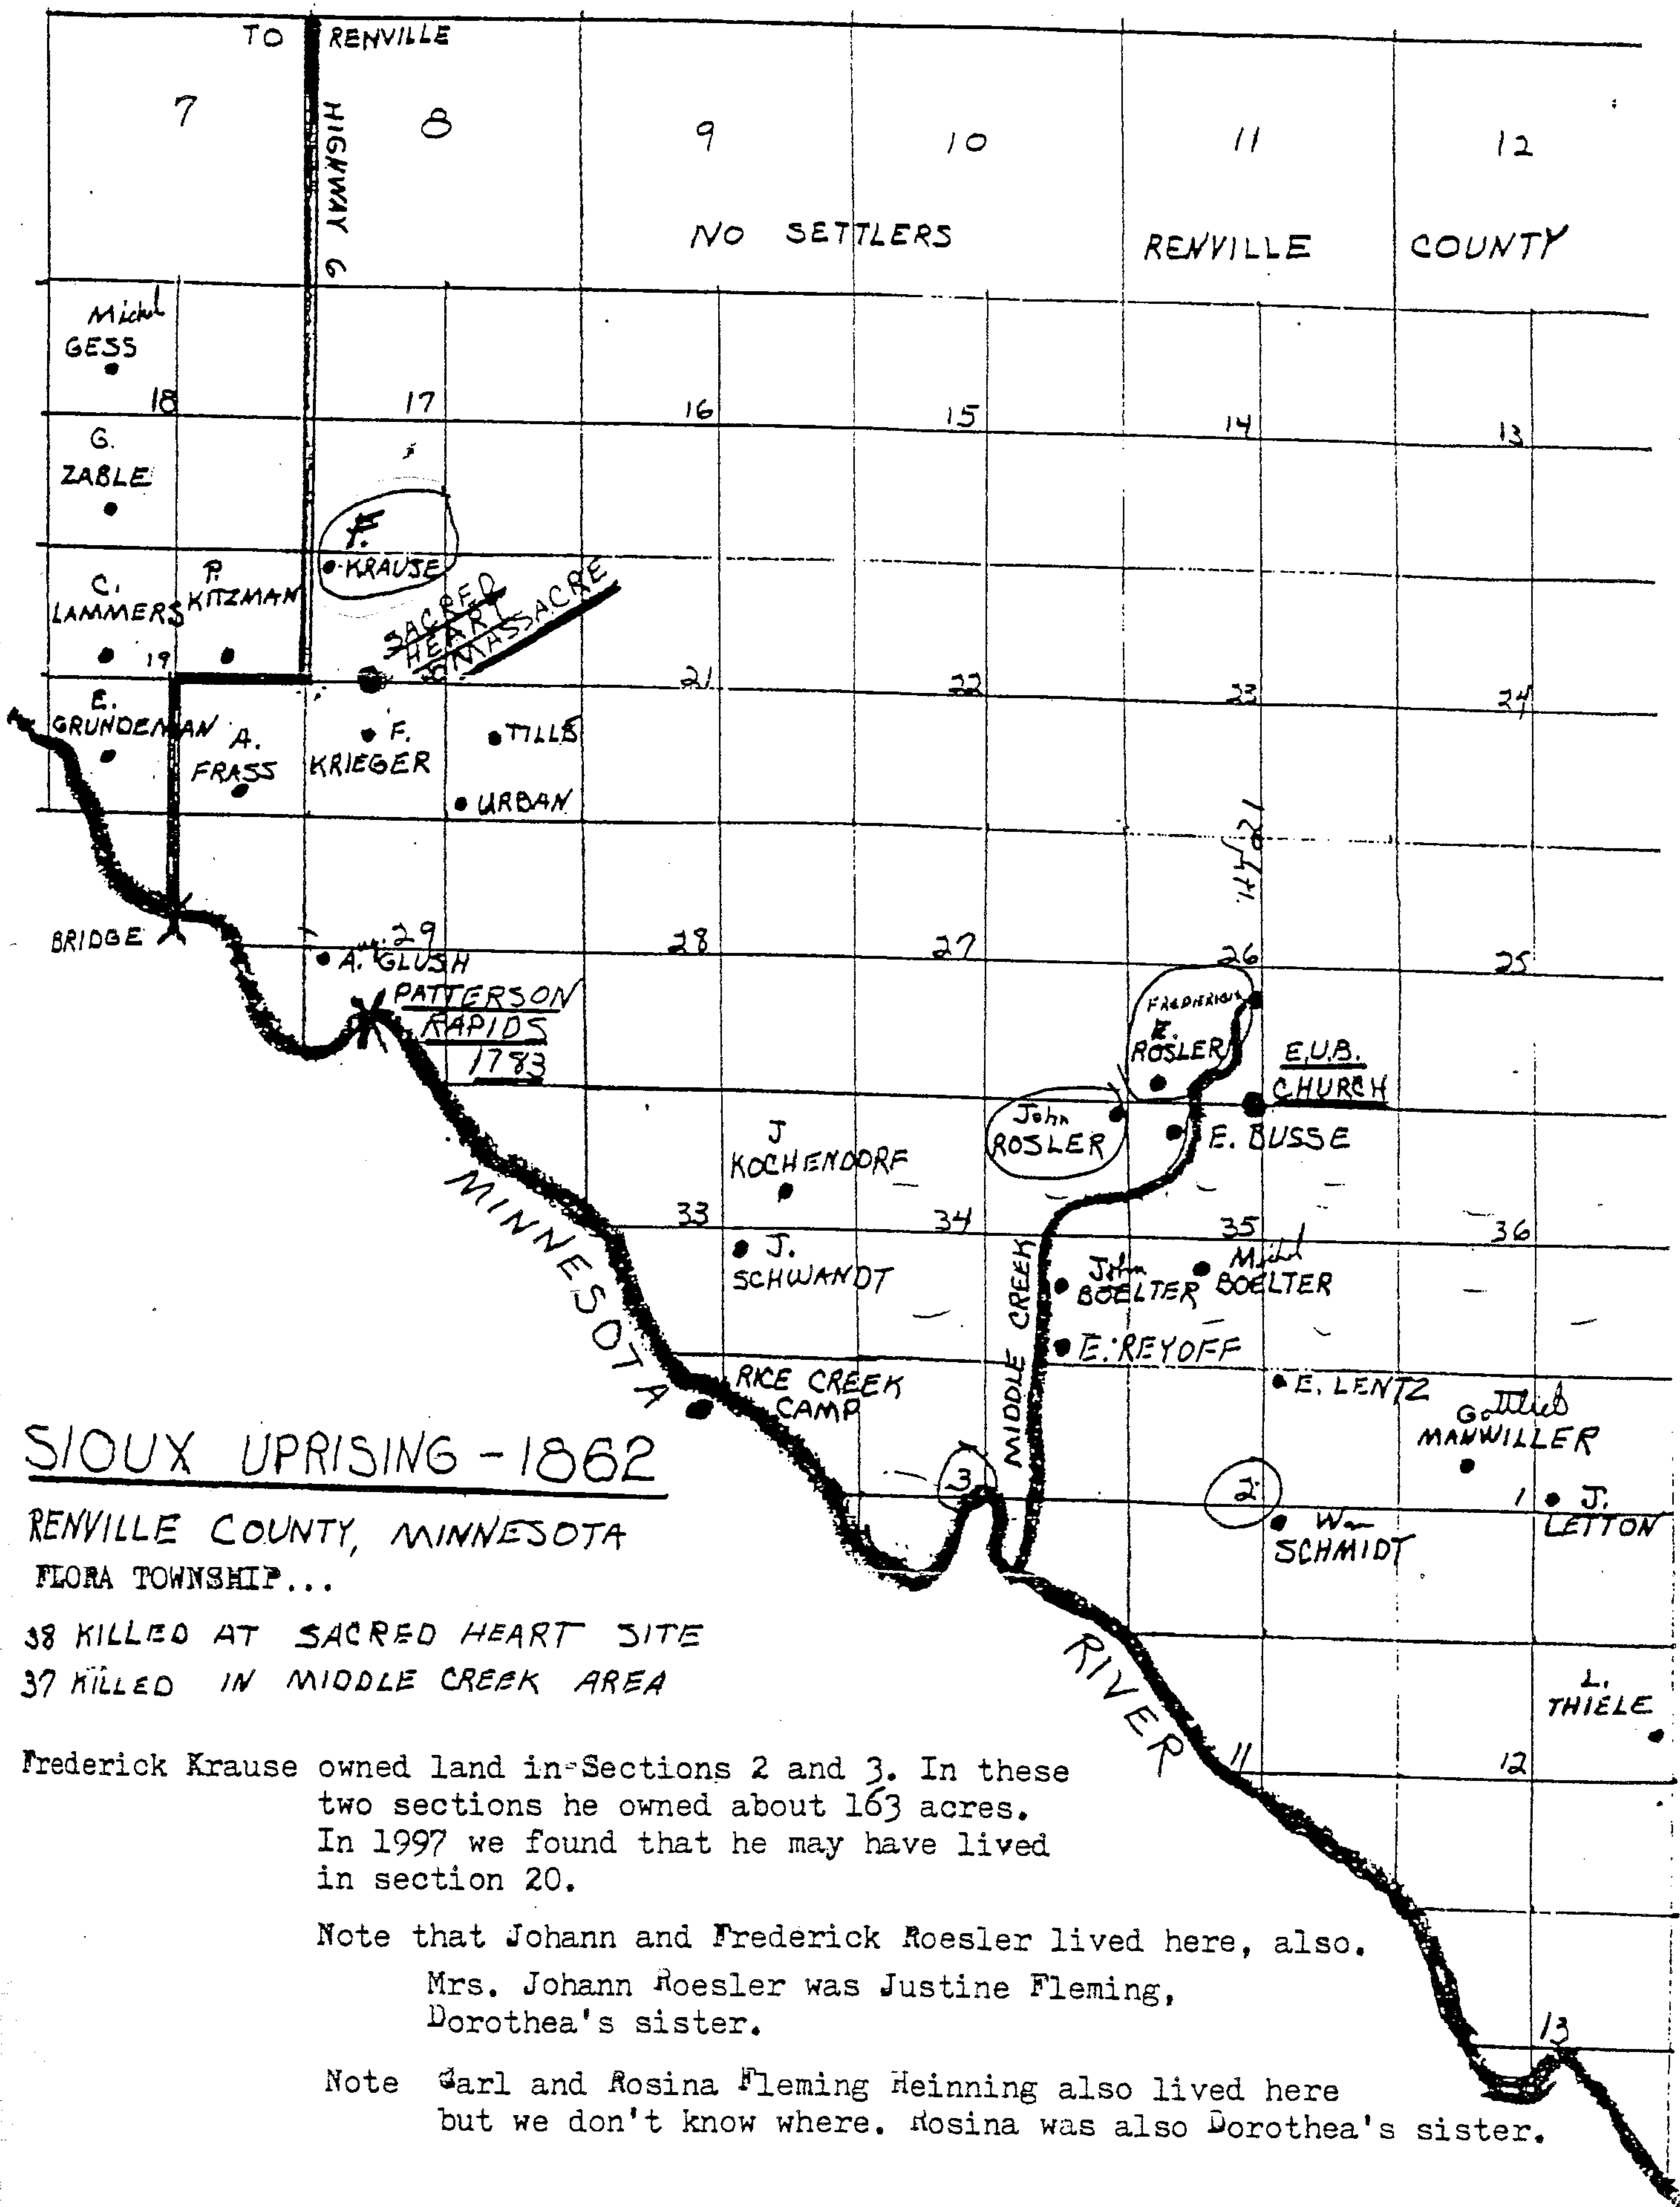 TO RENVILLE
HIGHWAY 6
7 8 9 10 11 12
NO SETTLERS RENVILLE COUNTY
Michel
GESS
18 17 16 15 14 13
G.
ZABLE
F.
KRAUSE
C.
LAMMERS
P.
KITZMAN
SACRED
HEART
MASSACRE
19 21 22 23 24
E.
GRUNDEMAN
A.
FRASS
F.
KRIEGER
TILLE
URBAN
HY 21
BRIDGE
29 28 27 26 25
A. GLUSH
PATTERSON
RAPIDS
1783
FREDERICK
ROSLER
E.U.B.
CHURCH
John
ROSLER
E. BUSSE
J
KOCHENDORF
MINNESOTA
33 34 35 36
J.
SCHWANDT
MIDDLE CREEK
John
BOELTER
Michel
BOELTER
E. REYOFF
RICE CREEK
CAMP
E. LENTZ
Gottlieb
MANWILLER
3 2 1
J.
LETTON
Wm
SCHMIDT
SIOUX UPRISING - 1862
RENVILLE COUNTY, MINNESOTA
FLORA TOWNSHIP...
38 KILLED AT SACRED HEART SITE
37 KILLED IN MIDDLE CREEK AREA
RIVER
L.
THIELE
11 12
Frederick Krause owned land in-Sections 2 and 3. In these
two sections he owned about 163 acres.
In 1997 we found that he may have lived
in section 20.
Note that Johann and Frederick Roesler lived here, also.
Mrs. Johann Roesler was Justine Fleming,
Dorothea's sister.
13
Note Carl and Rosina Fleming Heinning also lived here
but we don't know where. Rosina was also Dorothea's sister.